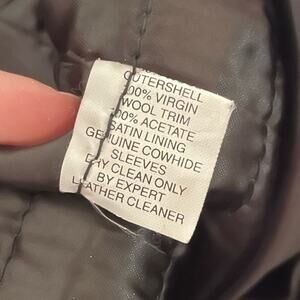 OUTERSHELL
100% VIRGIN
WOOL TRIM
100% ACETATE
SATIN LINING
GENUINE COWHIDE
SLEEVES
DRY CLEAN ONLY
BY EXPERT
LEATHER CLEANER